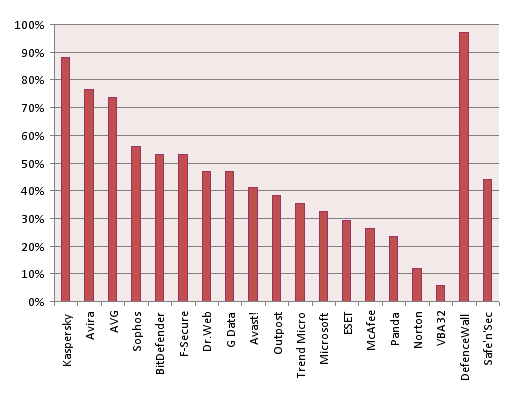 100%
90%
80%
70%
60%
50%
40%
30%
20%
10%
0%
Kaspersky
Avira
AVG
Sophos
BitDefender
F-Secure
Dr.Web
G Data
Avast!
Outpost
Trend Micro
Microsoft
ESET
McAfee
Panda
Norton
VBA32
DefenceWall
Safe'n'Sec